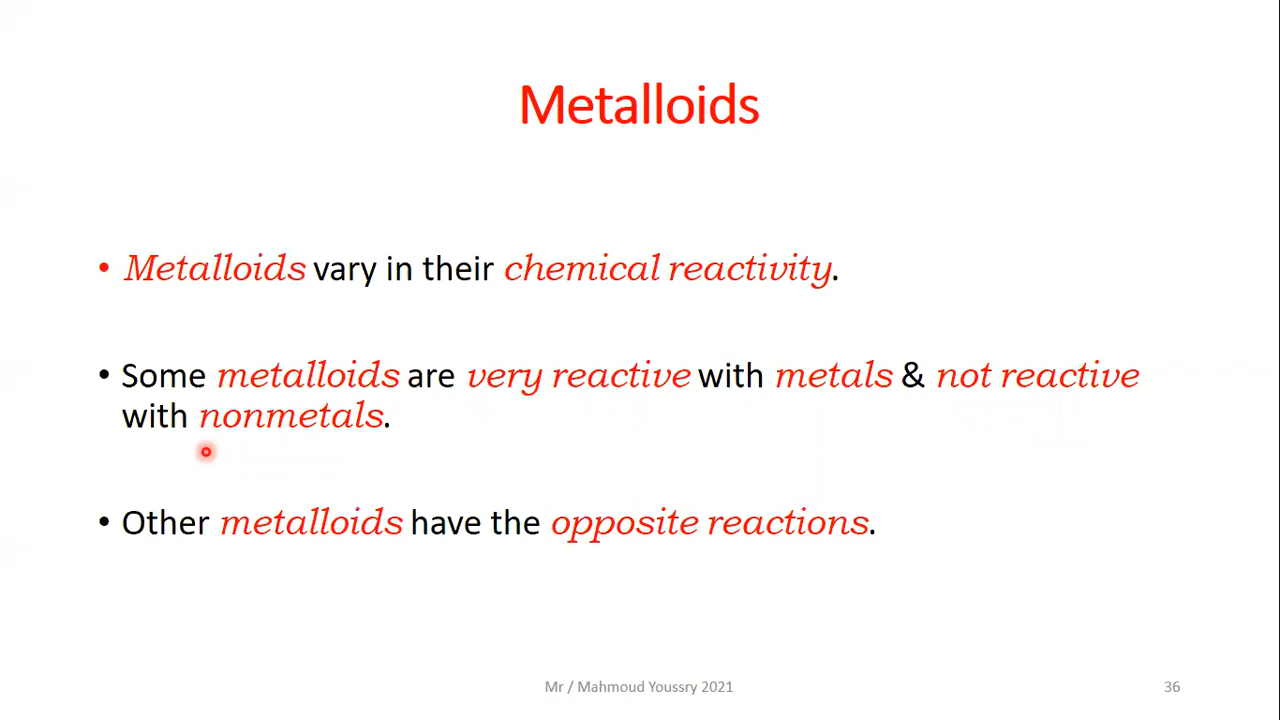 Metalloids
• Metalloids vary in their chemical reactivity.
• Some metalloids are very reactive with metals & not reactive
with nonmetals.
• Other metalloids have the opposite reactions.
Mr / Mahmoud Youssry 2021
36